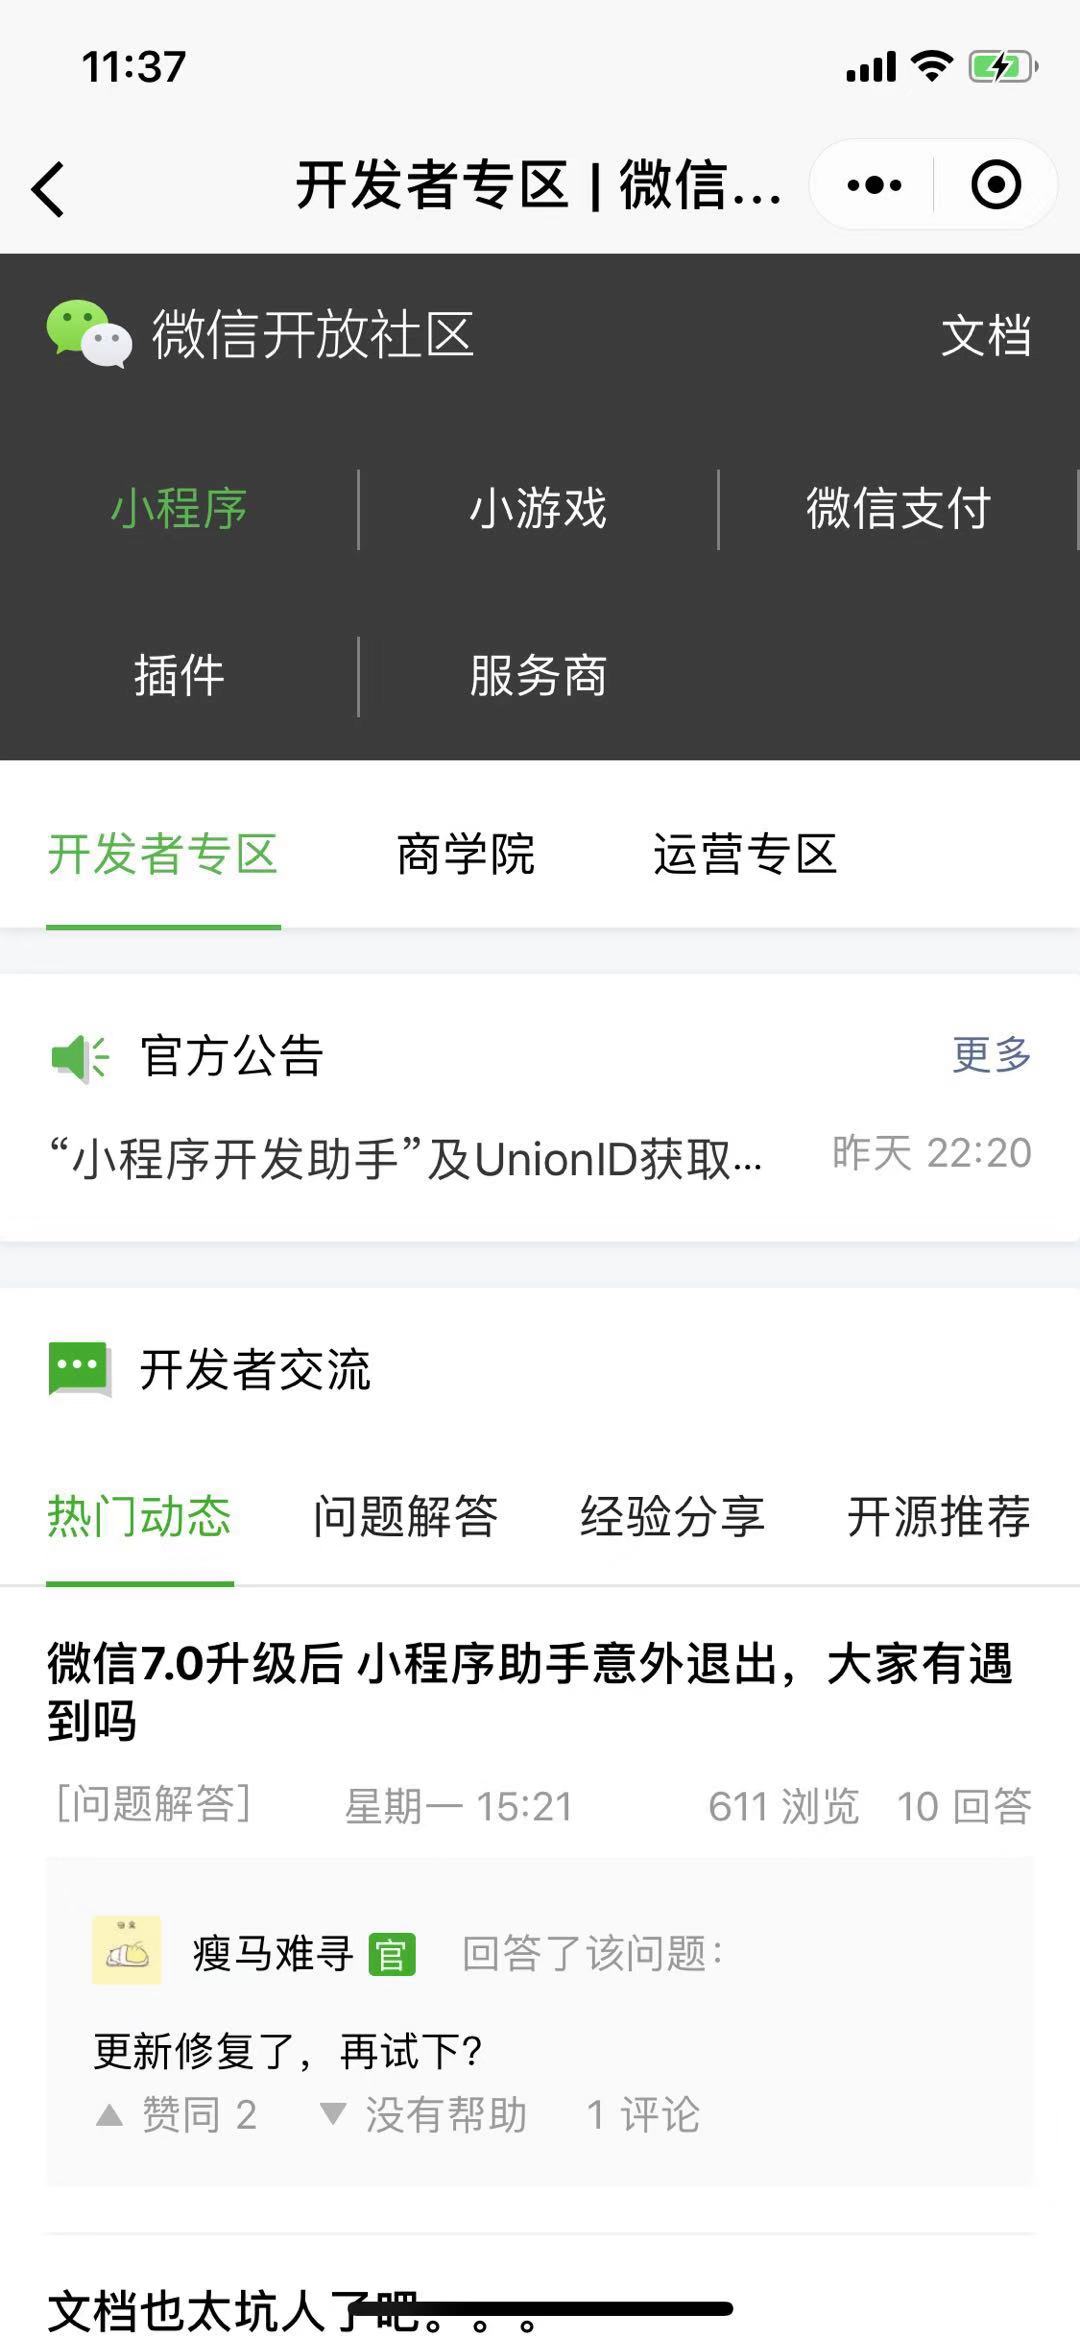 11:37
开发者专区 | 微信...
微信开放社区
文档
小程序
小游戏
微信支付
插件
服务商
开发者专区
商学院
运营专区
官方公告
更多
“小程序开发助手”及UnionID获取...
昨天 22:20
开发者交流
热门动态
问题解答
经验分享
开源推荐
微信7.0升级后 小程序助手意外退出，大家有遇
到吗
[问题解答]
星期一 15:21
611 浏览
10 回答
瘦马难寻 官 回答了该问题：
更新修复了，再试下？
赞同 2
没有帮助
1 评论
文档也太坑人了吧。。。